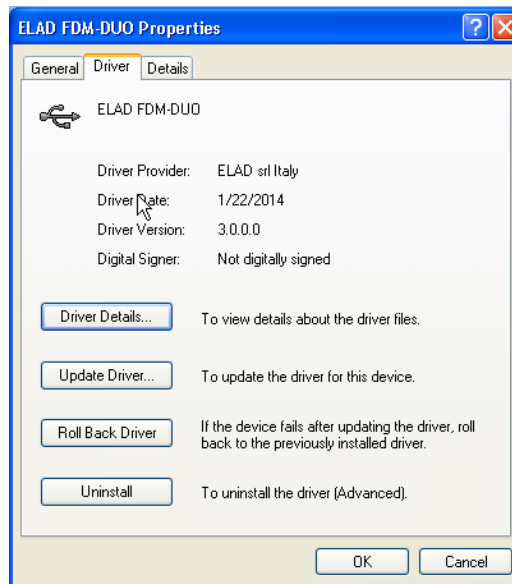 ELAD FDM-DUO Properties
General Driver Details
ELAD FDM-DUO
Driver Provider: ELAD srl Italy
Driver Date: 1/22/2014
Driver Version: 3.0.0.0
Digital Signer: Not digitally signed
Driver Details... To view details about the driver files.
Update Driver... To update the driver for this device.
Roll Back Driver If the device fails after updating the driver, roll
back to the previously installed driver.
Uninstall To uninstall the driver (Advanced).
OK Cancel